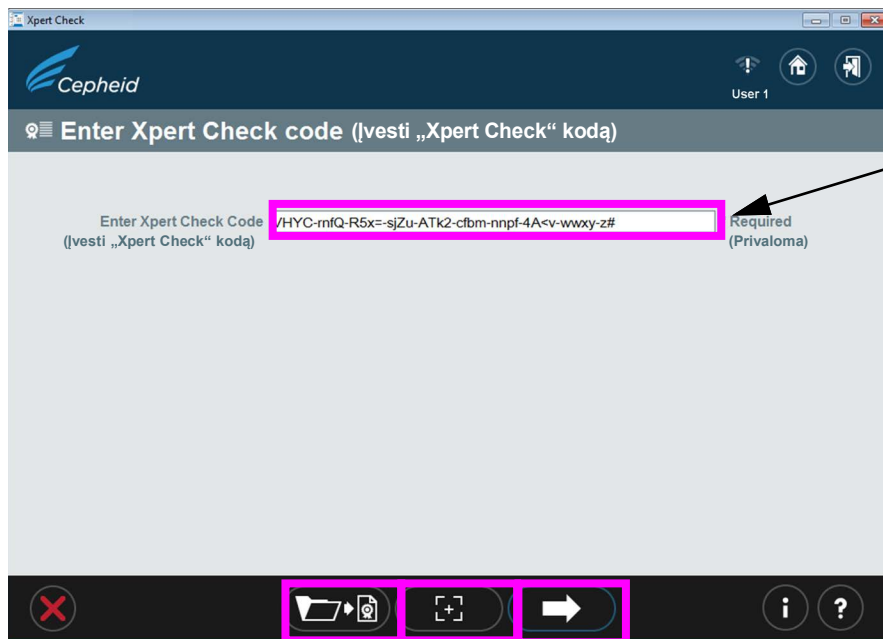 Xpert Check
Cepheid
User 1
Enter Xpert Check code (Įvesti „Xpert Check“ kodą)
Enter Xpert Check Code
(Įvesti „Xpert Check“ kodą)
/HYC-rnfQ-R5x=-sjZu-ATk2-cfbm-nnpf-4A<v-wwxy-z#
Required
(Privaloma)